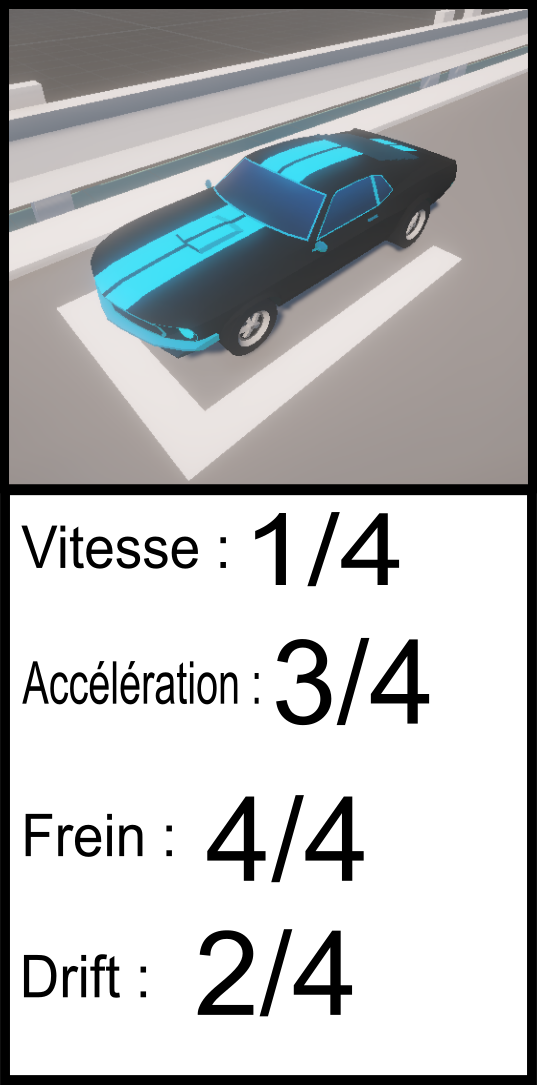 Vitesse : 1/4
Accélération : 3/4
Frein : 4/4
Drift : 2/4